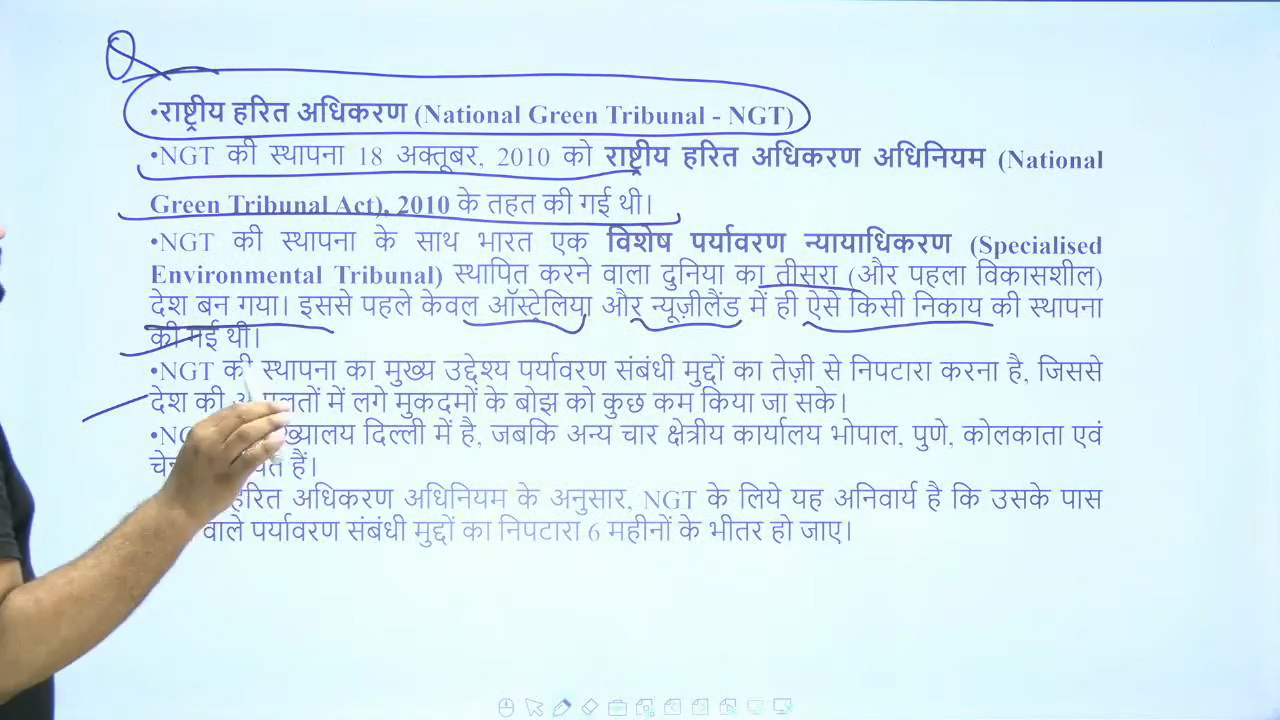 •राष्ट्रीय हरित अधिकरण (National Green Tribunal - NGT)
•NGT की स्थापना 18 अक्तूबर, 2010 को राष्ट्रीय हरित अधिकरण अधिनियम (National
Green Tribunal Act), 2010 के तहत की गई थी।
•NGT की स्थापना के साथ भारत एक विशेष पर्यावरण न्यायाधिकरण (Specialised
Environmental Tribunal) स्थापित करने वाला दुनिया का तीसरा (और पहला विकासशील)
देश बन गया। इससे पहले केवल ऑस्ट्रेलिया और न्यूज़ीलैंड में ही ऐसे किसी निकाय की स्थापना
की गई थी।
•NGT की स्थापना का मुख्य उद्देश्य पर्यावरण संबंधी मुद्दों का तेज़ी से निपटारा करना है, जिससे
देश की में लगे मुकदमों के बोझ को कुछ कम किया जा सके।
दिल्ली में है, जबकि अन्य चार क्षेत्रीय कार्यालय भोपाल, पुणे, कोलकाता एवं
हैं।
हरित अधिकरण अधिनियम के अनुसार, NGT के लिये यह अनिवार्य है कि उसके पास
वाले पर्यावरण संबंधी मुद्दों का निपटारा 6 महीनों के भीतर हो जाए।